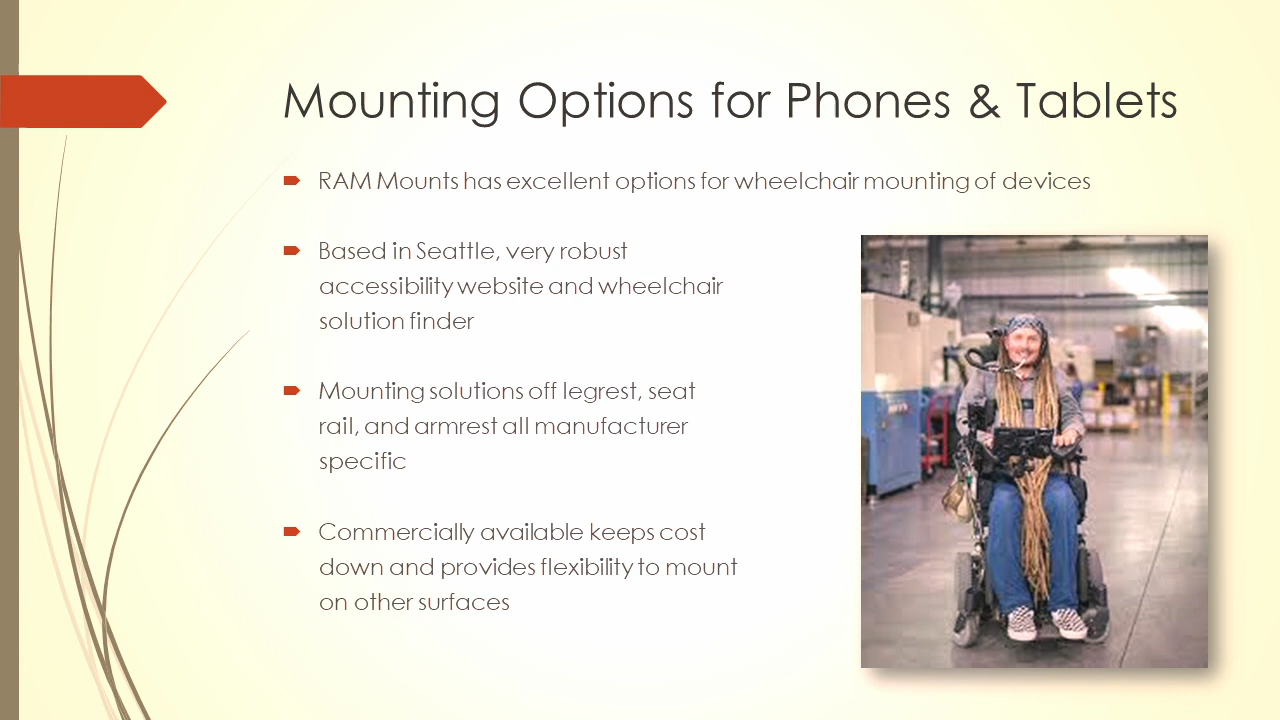 Mounting Options for Phones & Tablets
RAM Mounts has excellent options for wheelchair mounting of devices
Based in Seattle, very robust
accessibility website and wheelchair
solution finder
Mounting solutions off legrest, seat
rail, and armrest all manufacturer
specific
Commercially available keeps cost
down and provides flexibility to mount
on other surfaces